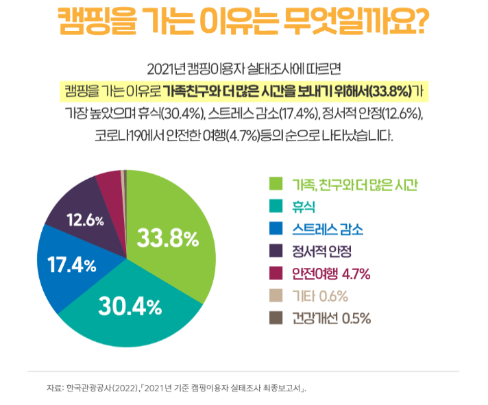 캠핑을 가는 이유는 무엇일까요?
2021년 캠핑이용자 실태조사에 따르면
캠핑을 가는 이유로 가족친구와 더 많은 시간을 보내기 위해서(33.8%)가
가장 높았으며 휴식(30.4%), 스트레스 감소(17.4%), 정서적 안정(12.6%),
코로나19에서 안전한 여행(4.7%)등의 순으로 나타났습니다.
12.6%
33.8%
17.4%
30.4%
가족, 친구와 더 많은 시간
휴식
스트레스 감소
정서적 안정
안전여행 4.7%
기타 0.6%
건강개선 0.5%
자료: 한국관광공사(2022),「2021년 기준 캠핑이용자 실태조사 최종보고서」.